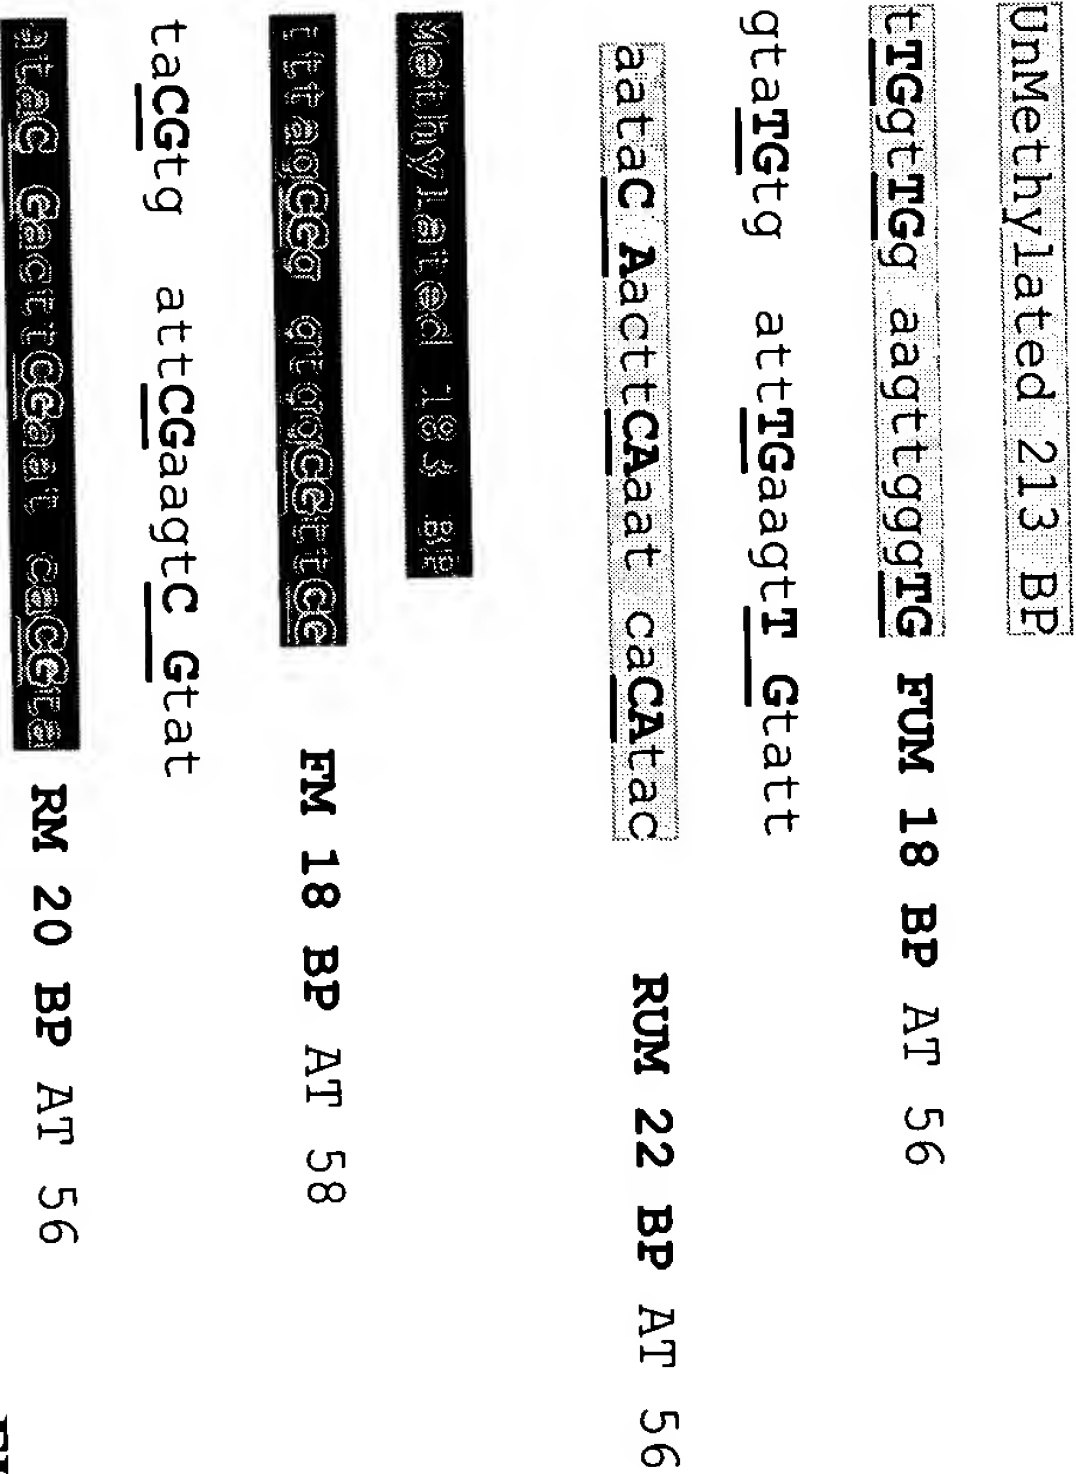 UnMethylated 213 BP
tTGgtTGg aagttgggTG FUM 18 BP AT 56
gtaTGtg attTGaagtT Gtatt
aataC AacttCAaat caCAtac RUM 22 BP AT 56
Methylated 183 BP
tttagCGg gtggCGttCG FM 18 BP AT 58
taCGtg attCGaagtC Gtat
ataC GacttCGaat caCGta RM 20 BP AT 56